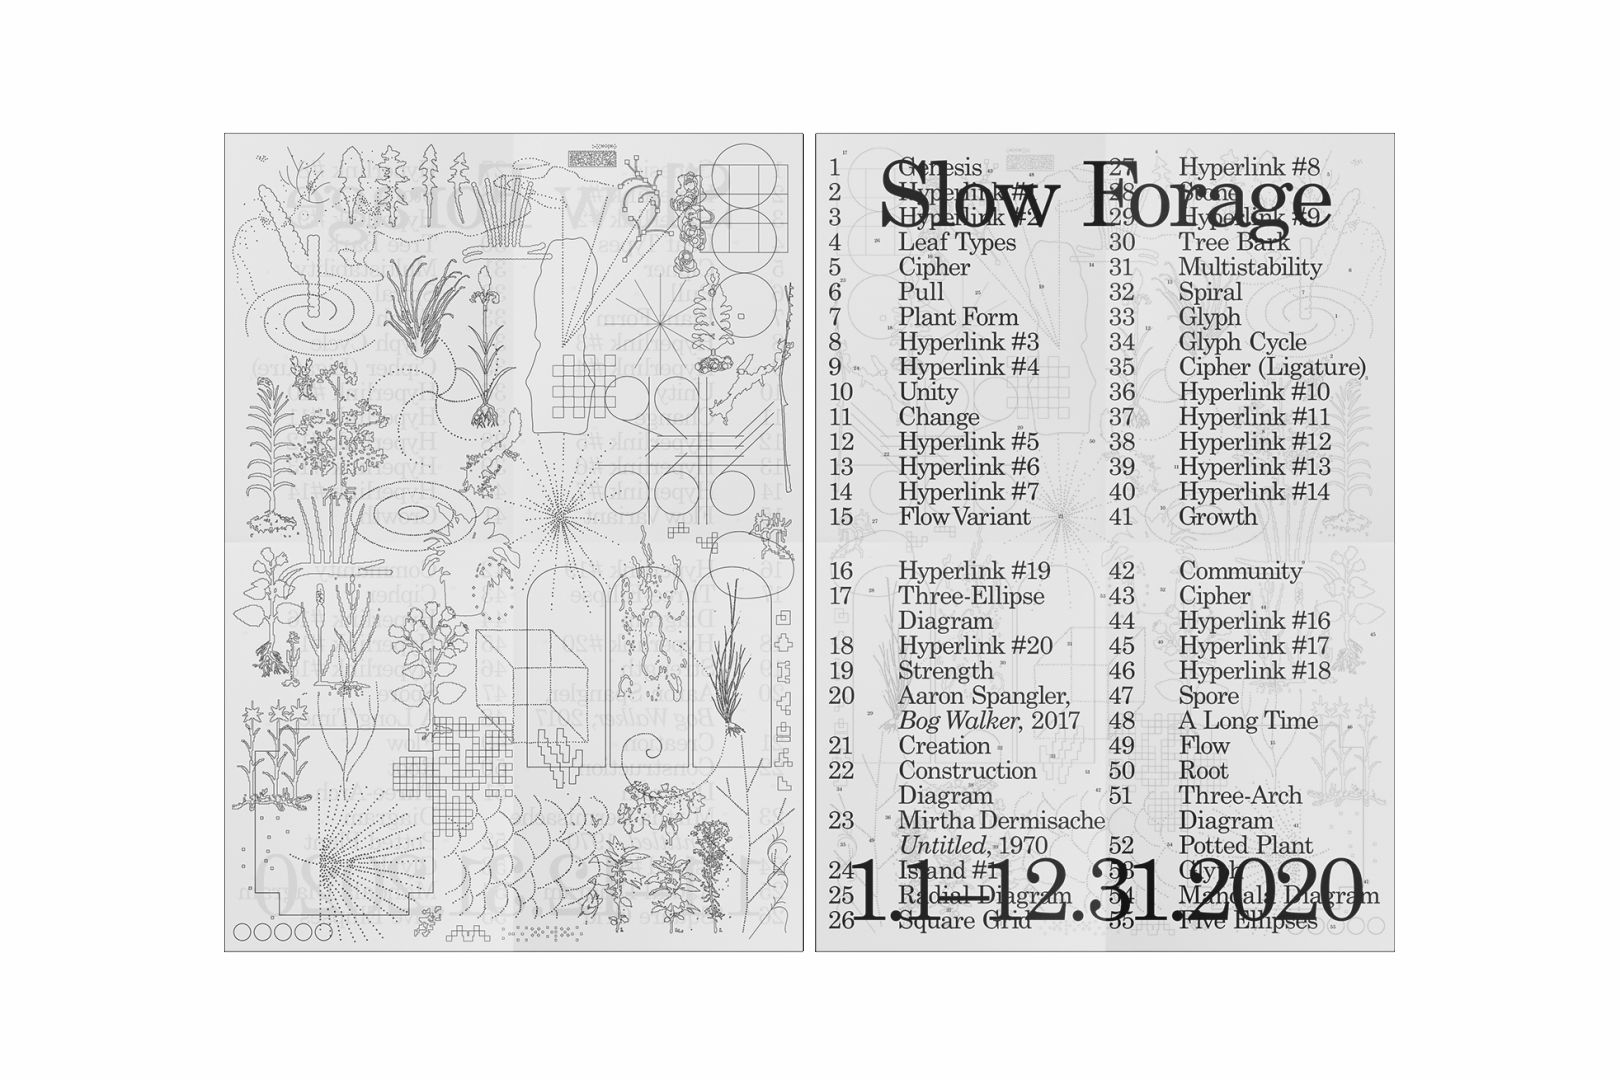 Slow Forage
1 Genesis
2 Hyperlink #1
3 Hyperlink #2
4 Leaf Types
5 Cipher
6 Pull
7 Plant Form
8 Hyperlink #3
9 Hyperlink #4
10 Unity
11 Change
12 Hyperlink #5
13 Hyperlink #6
14 Hyperlink #7
15 Flow Variant
16 Hyperlink #19
17 Three-Ellipse
Diagram
18 Hyperlink #20
19 Strength
20 Aaron Spangler,
Bog Walker, 2017
21 Creation
22 Construction
Diagram
23 Mirtha Dermisache
Untitled, 1970
24 Island #1
25 Radial Diagram
26 Square Grid
27 Hyperlink #8
28 Stone
29 Hyperlink #9
30 Tree Bark
31 Multistability
32 Spiral
33 Glyph
34 Glyph Cycle
35 Cipher (Ligature)
36 Hyperlink #10
37 Hyperlink #11
38 Hyperlink #12
39 Hyperlink #13
40 Hyperlink #14
41 Growth
42 Community
43 Cipher
44 Hyperlink #16
45 Hyperlink #17
46 Hyperlink #18
47 Spore
48 A Long Time
49 Flow
50 Root
51 Three-Arch
Diagram
52 Potted Plant
53 Glyph
54 Mandala Diagram
55 Five Ellipses
1.1–12.31.2020